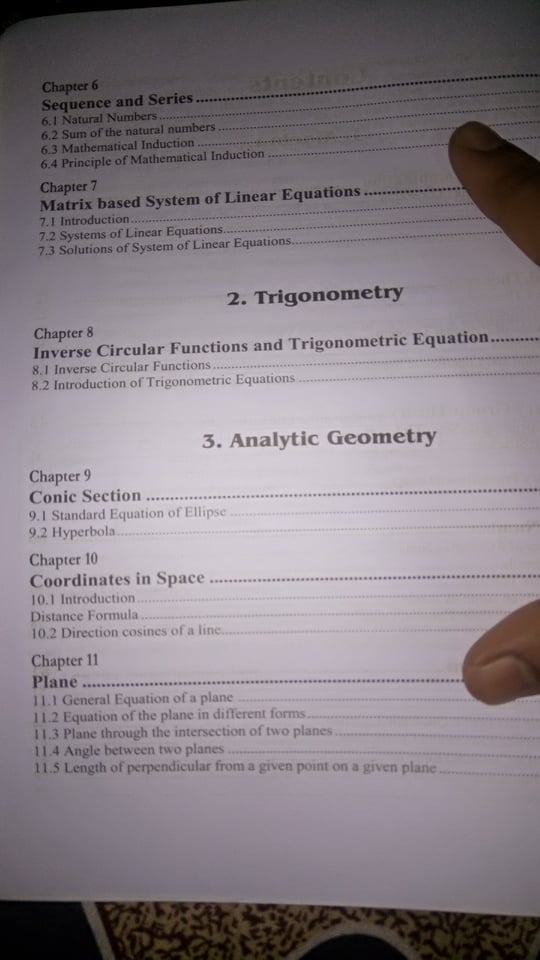 Chapter 6
Sequence and Series
6.1 Natural Numbers
6.2 Sum of the natural numbers
6.3 Mathematical Induction
6.4 Principle of Mathematical Induction
Chapter 7
Matrix based System of Linear Equations
7.1 Introduction
7.2 Systems of Linear Equations
7.3 Solutions of System of Linear Equations
2. Trigonometry
Chapter 8
Inverse Circular Functions and Trigonometric Equation
8.1 Inverse Circular Functions
8.2 Introduction of Trigonometric Equations
3. Analytic Geometry
Chapter 9
Conic Section
9.1 Standard Equation of Ellipse
9.2 Hyperbola
Chapter 10
Coordinates in Space
10.1 Introduction
Distance Formula
10.2 Direction cosines of a line
Chapter 11
Plane
11.1 General Equation of a plane
11.2 Equation of the plane in different forms
11.3 Plane through the intersection of two planes
11.4 Angle between two planes
11.5 Length of perpendicular from a given point on a given plane